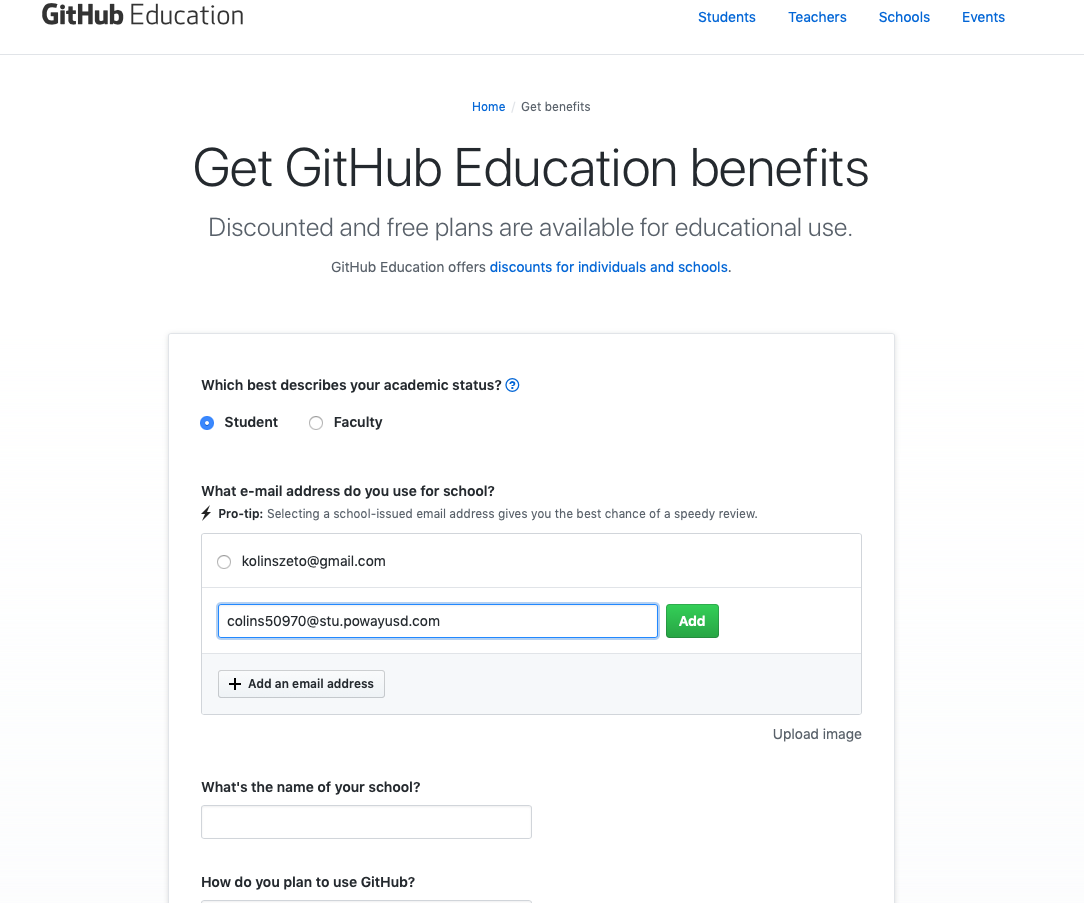 GitHub Education
Students Teachers Schools Events
Home / Get benefits
Get GitHub Education benefits
Discounted and free plans are available for educational use.
GitHub Education offers discounts for individuals and schools.
Which best describes your academic status? ?
Student Faculty
What e-mail address do you use for school?
Pro-tip: Selecting a school-issued email address gives you the best chance of a speedy review.
kolinszeto@gmail.com
colins50970@stu.powayusd.com Add
+ Add an email address
Upload image
What's the name of your school?
How do you plan to use GitHub?